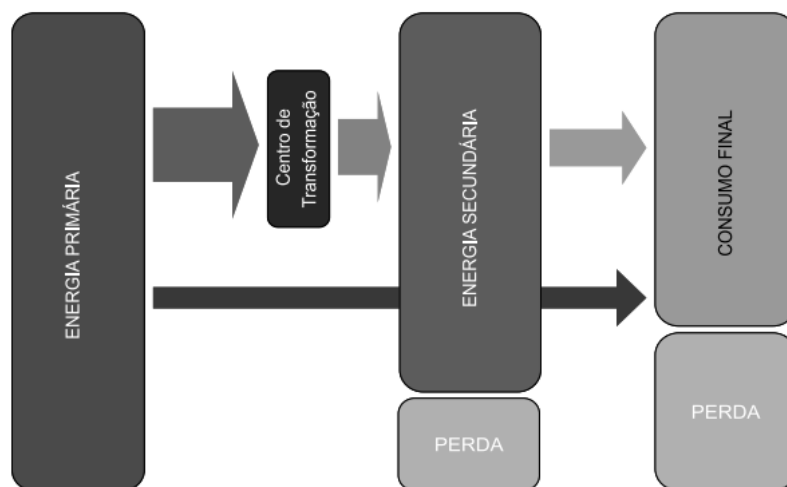 ENERGIA PRIMÁRIA
Centro de
Transformação
ENERGIA SECUNDÁRIA
PERDA
CONSUMO FINAL
PERDA